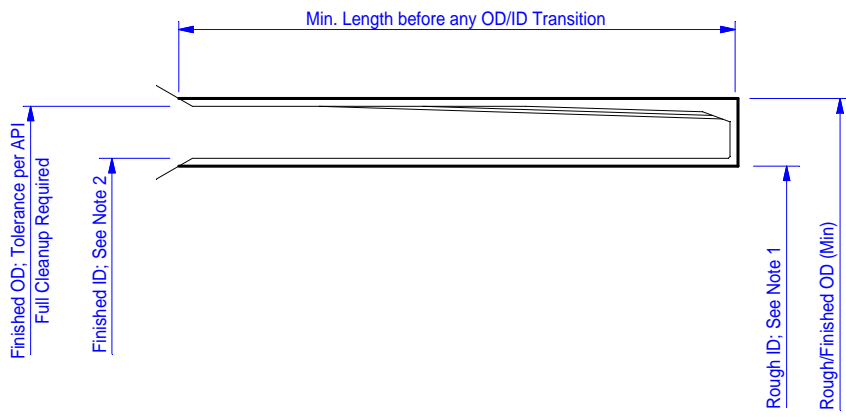 Min. Length before any OD/ID Transition
Finished OD; Tolerance per API
Full Cleanup Required
Finished ID; See Note 2
Rough ID; See Note 1
Rough/Finished OD (Min)